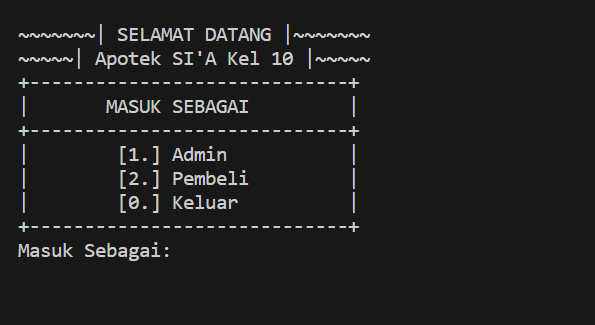 ~~~~~~~| SELAMAT DATANG |~~~~~~~
~~~~~| Apotek SI'A Kel 10 |~~~~~
+-----------------------------+
|       MASUK SEBAGAI         |
+-----------------------------+
|        [1.] Admin           |
|        [2.] Pembeli         |
|        [0.] Keluar          |
+-----------------------------+
Masuk Sebagai: